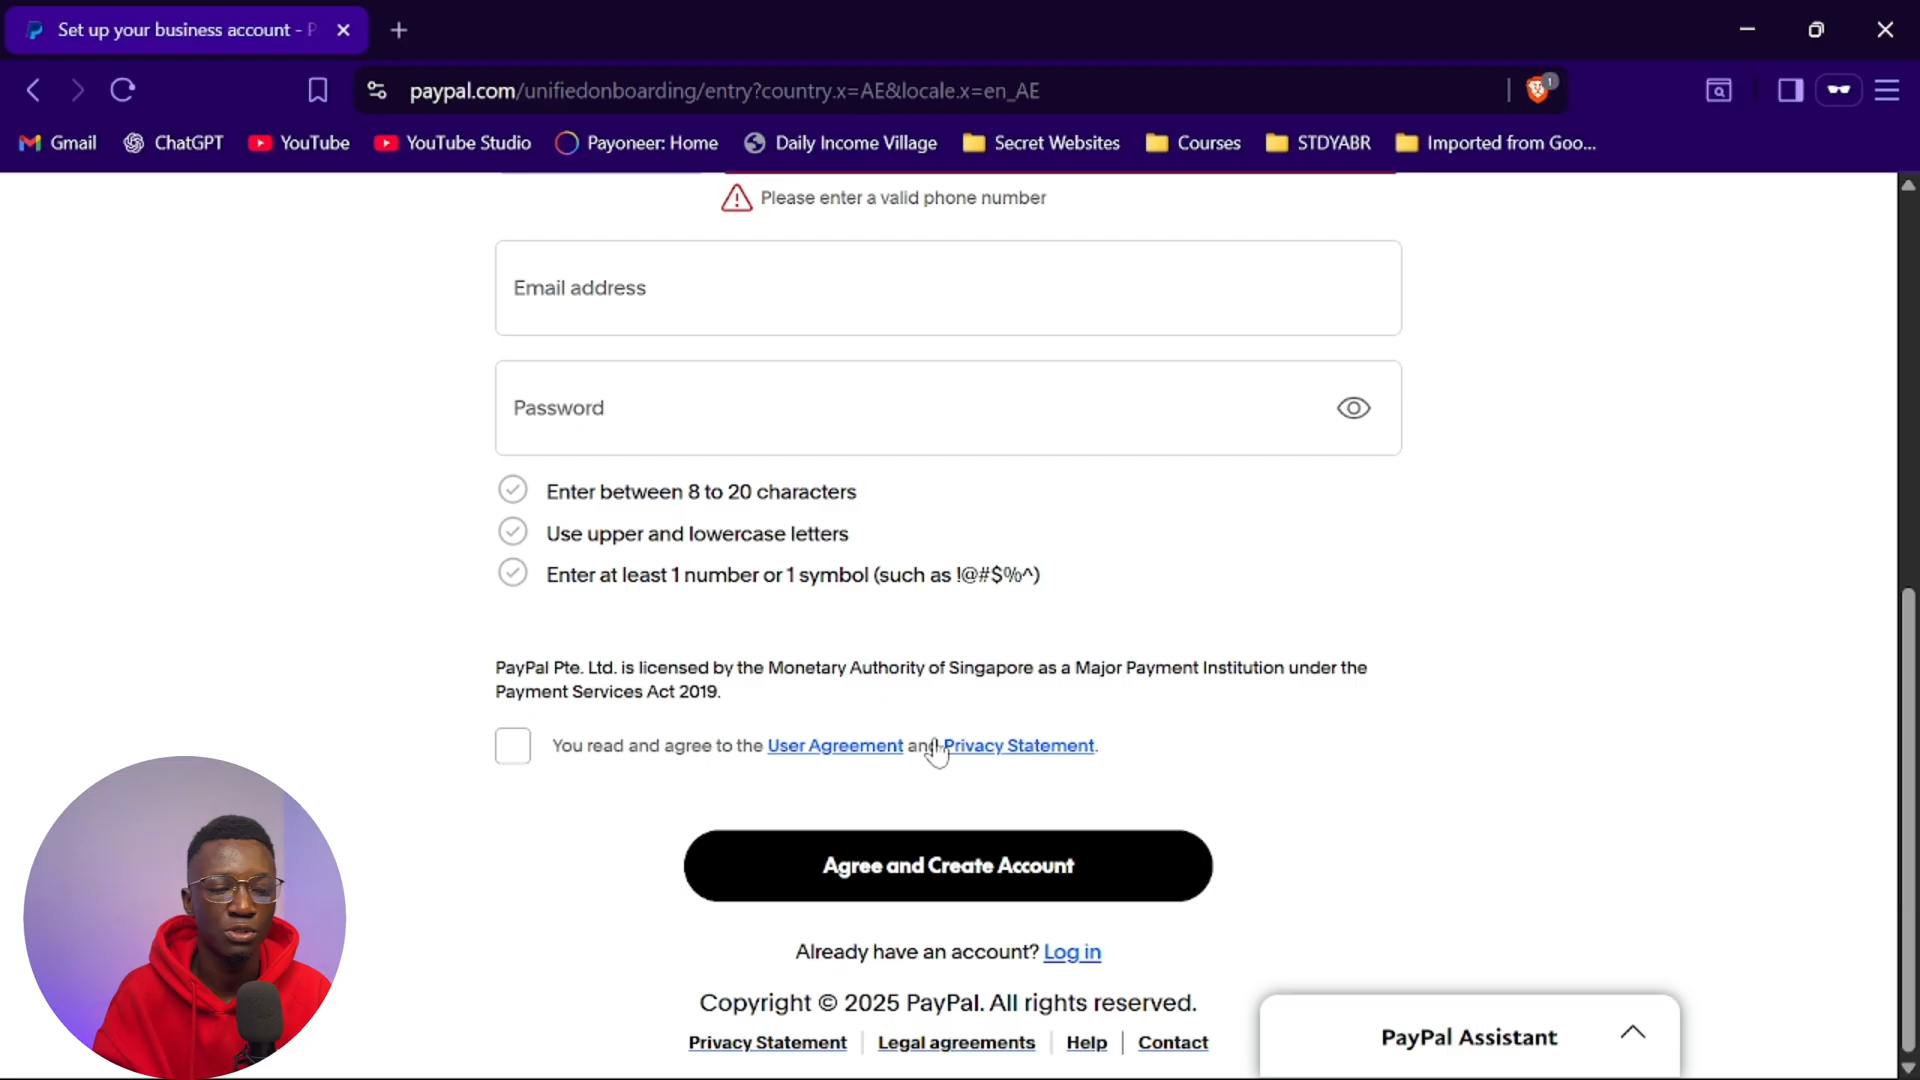 Set up your business account - P
paypal.com/unifiedonboarding/entry?country.x=AE&locale.x=en_AE
1
Gmail ChatGPT YouTube YouTube Studio Payoneer: Home Daily Income Village Secret Websites Courses STDYABR Imported from Goo...
Please enter a valid phone number
Email address
Password
Enter between 8 to 20 characters
Use upper and lowercase letters
Enter at least 1 number or 1 symbol (such as !@#$%^)
PayPal Pte. Ltd. is licensed by the Monetary Authority of Singapore as a Major Payment Institution under the
Payment Services Act 2019.
You read and agree to the User Agreement and Privacy Statement.
Agree and Create Account
Already have an account? Log in
Copyright © 2025 PayPal. All rights reserved.
Privacy Statement Legal agreements Help Contact
PayPal Assistant